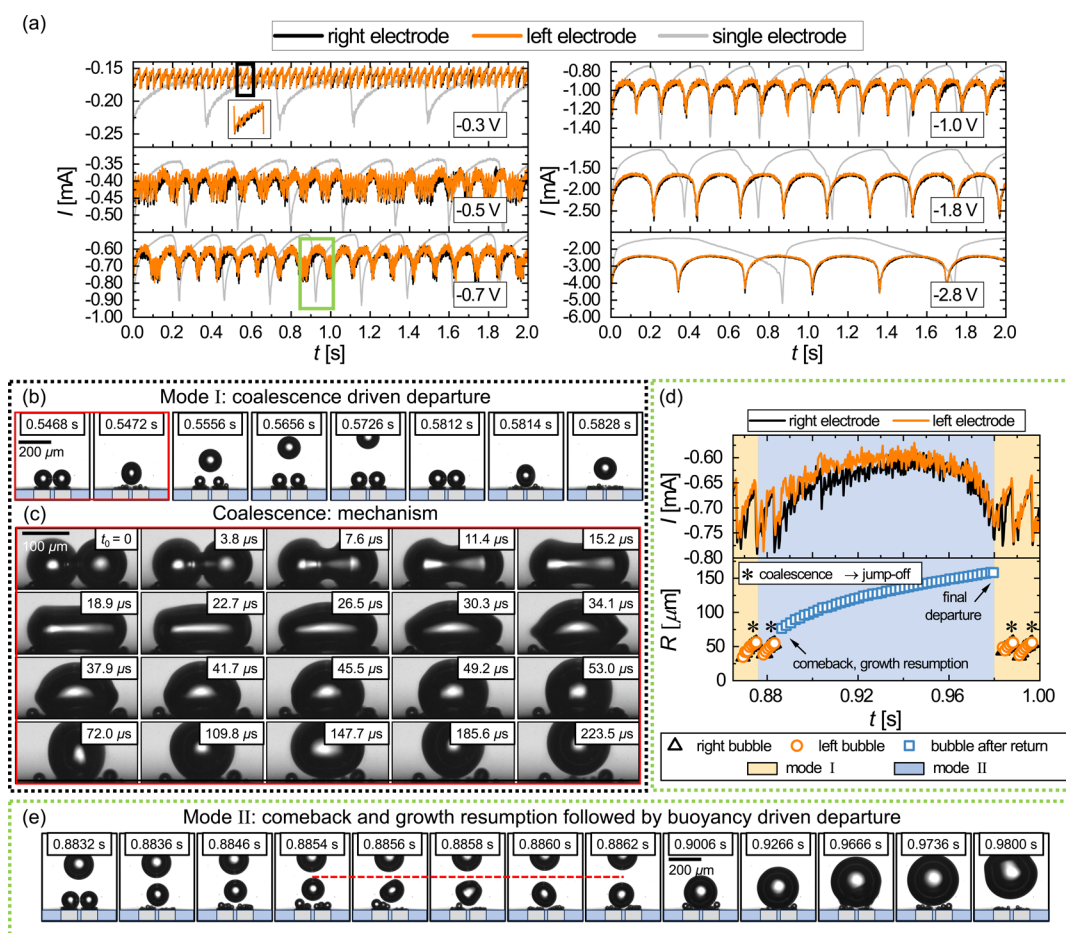 (a)
right electrode left electrode single electrode
-0.15
-0.20
-0.25
-0.3 V
-0.35
-0.40
-0.45
-0.50
-0.5 V
-0.60
-0.70
-0.80
-0.90
-1.00
-0.7 V
I [mA]
0.0 0.2 0.4 0.6 0.8 1.0 1.2 1.4 1.6 1.8 2.0
t [s]
-0.80
-1.00
-1.20
-1.40
-1.0 V
-1.50
-2.00
-2.50
-1.8 V
-2.00
-3.00
-4.00
-5.00
-6.00
-2.8 V
I [mA]
0.0 0.2 0.4 0.6 0.8 1.0 1.2 1.4 1.6 1.8 2.0
t [s]
(b) Mode I: coalescence driven departure
0.5468 s 0.5472 s 0.5556 s 0.5656 s 0.5726 s 0.5812 s 0.5814 s 0.5828 s
200 µm
(c) Coalescence: mechanism
100 µm
t₀ = 0 3.8 µs 7.6 µs 11.4 µs 15.2 µs
18.9 µs 22.7 µs 26.5 µs 30.3 µs 34.1 µs
37.9 µs 41.7 µs 45.5 µs 49.2 µs 53.0 µs
72.0 µs 109.8 µs 147.7 µs 185.6 µs 223.5 µs
(d)
right electrode left electrode
-0.60
-0.65
-0.70
-0.75
-0.80
I [mA]
* coalescence → jump-off
150
100
50
0
R [µm]
* * * *
final
departure
comeback, growth resumption
0.88 0.92 0.96 1.00
t [s]
right bubble left bubble bubble after return
mode I mode II
(e) Mode II: comeback and growth resumption followed by buoyancy driven departure
0.8832 s 0.8836 s 0.8846 s 0.8854 s 0.8856 s 0.8858 s 0.8860 s 0.8862 s 0.9006 s 0.9266 s 0.9666 s 0.9736 s 0.9800 s
200 µm